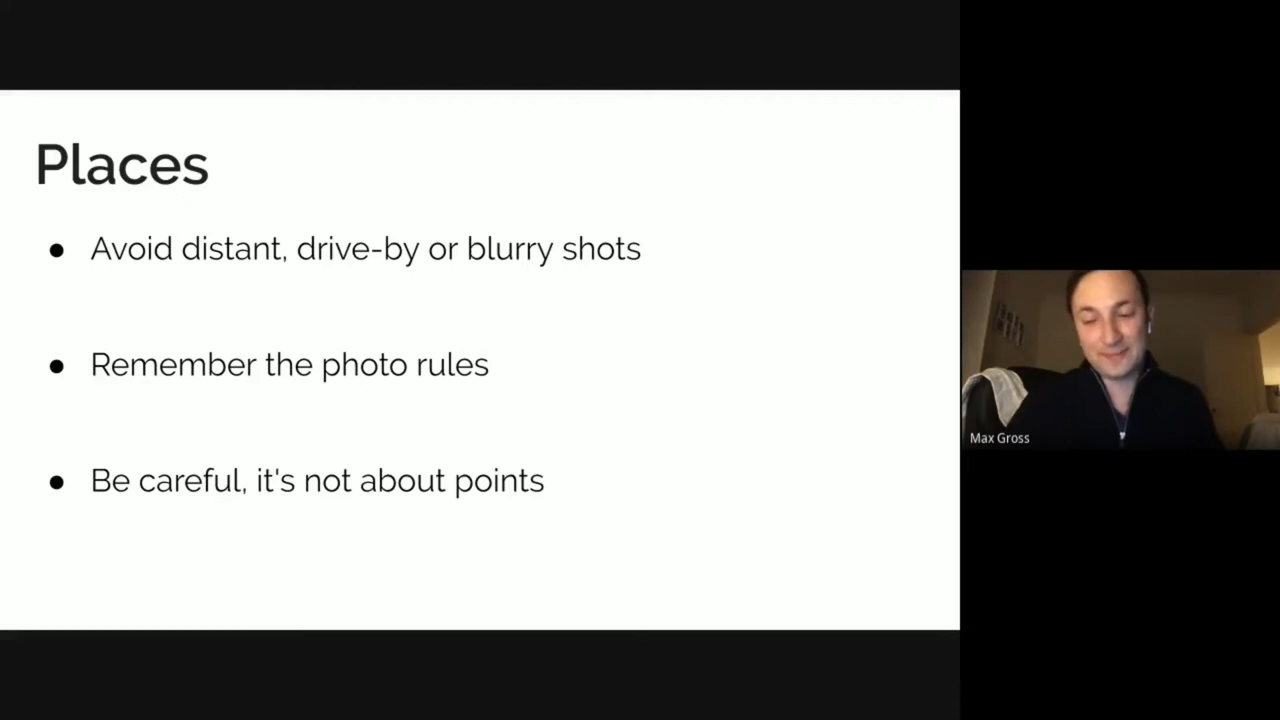 Places
● Avoid distant, drive-by or blurry shots
● Remember the photo rules
● Be careful, it's not about points
Max Gross